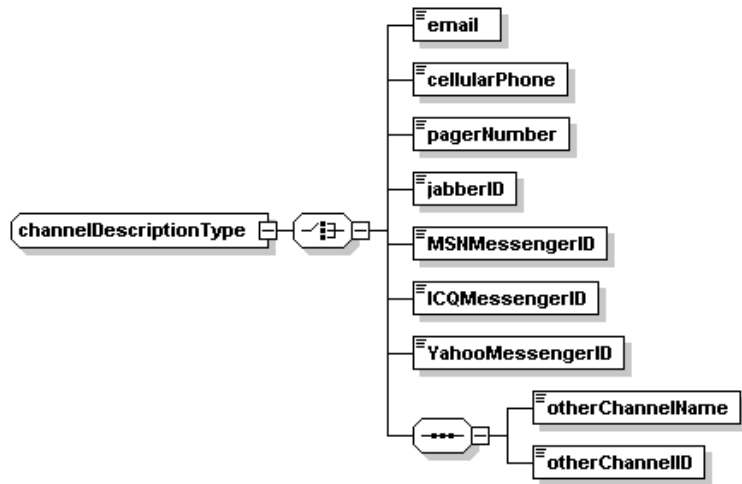 email
cellularPhone
pagerNumber
jabberID
channelDescriptionType
MSNMessengerID
ICQMessengerID
YahooMessengerID
otherChannelName
otherChannelID